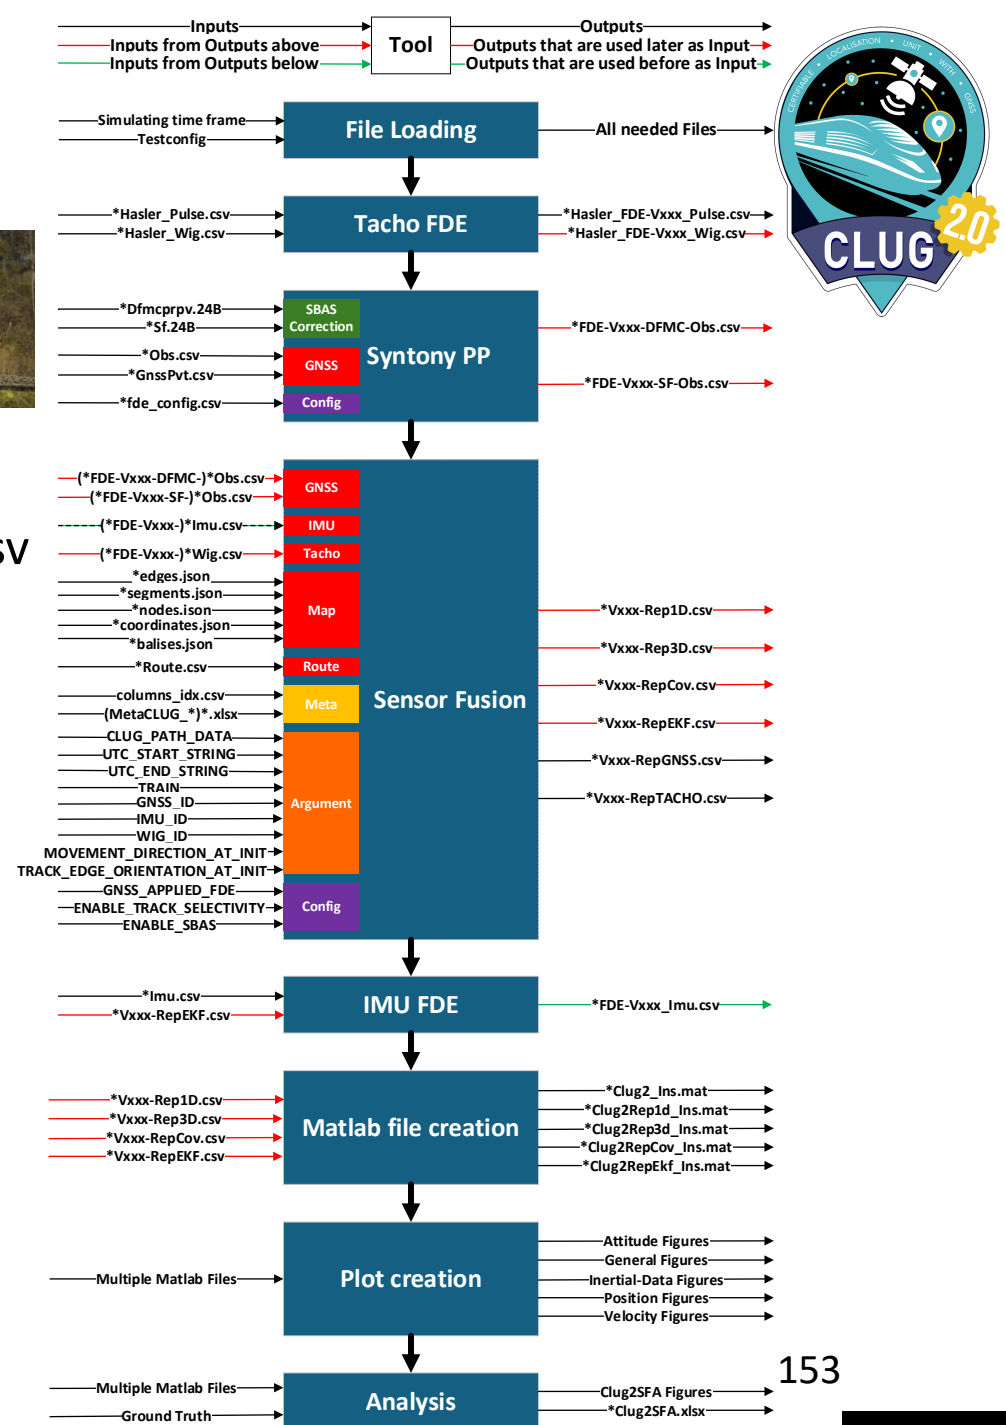 Inputs
Outputs
Inputs from Outputs above
Tool
Outputs that are used later as Input
Inputs from Outputs below
Outputs that are used before as Input
CERTIFIABLE • LOCALISATION • UNIT • WITH • GNSS
2.0
CLUG
Simulating time frame
Testconfig
File Loading
All needed Files
*Hasler_Pulse.csv
*Hasler_Wig.csv
Tacho FDE
*Hasler_FDE-Vxxx_Pulse.csv
*Hasler_FDE-Vxxx_Wig.csv
*Dfmcprpv.24B
*Sf.24B
SBAS
Correction
*Obs.csv
*GnssPvt.csv
GNSS
*fde_config.csv
Config
Syntony PP
*FDE-Vxxx-DFMC-Obs.csv
*FDE-Vxxx-SF-Obs.csv
sv
(*FDE-Vxxx-DFMC-)*Obs.csv
(*FDE-Vxxx-SF-)*Obs.csv
GNSS
(*FDE-Vxxx-)*Imu.csv
IMU
(*FDE-Vxxx-)*Wig.csv
Tacho
*edges.json
*segments.json
*nodes.json
*coordinates.json
*balises.json
Map
*Route.csv
Route
columns_idx.csv
(MetaCLUG_*)*.xlsx
Meta
CLUG_PATH_DATA
UTC_START_STRING
UTC_END_STRING
TRAIN
GNSS_ID
IMU_ID
WIG_ID
MOVEMENT_DIRECTION_AT_INIT
TRACK_EDGE_ORIENTATION_AT_INIT
Argument
GNSS_APPLIED_FDE
ENABLE_TRACK_SELECTIVITY
ENABLE_SBAS
Config
Sensor Fusion
*Vxxx-Rep1D.csv
*Vxxx-Rep3D.csv
*Vxxx-RepCov.csv
*Vxxx-RepEKF.csv
*Vxxx-RepGNSS.csv
*Vxxx-RepTACHO.csv
*Imu.csv
*Vxxx-RepEKF.csv
IMU FDE
*FDE-Vxxx_Imu.csv
*Vxxx-Rep1D.csv
*Vxxx-Rep3D.csv
*Vxxx-RepCov.csv
*Vxxx-RepEKF.csv
Matlab file creation
*Clug2_Ins.mat
*Clug2Rep1d_Ins.mat
*Clug2Rep3d_Ins.mat
*Clug2RepCov_Ins.mat
*Clug2RepEkf_Ins.mat
Multiple Matlab Files
Plot creation
Attitude Figures
General Figures
Inertial-Data Figures
Position Figures
Velocity Figures
153
Multiple Matlab Files
Ground Truth
Analysis
Clug2SFA Figures
*Clug2SFA.xlsx